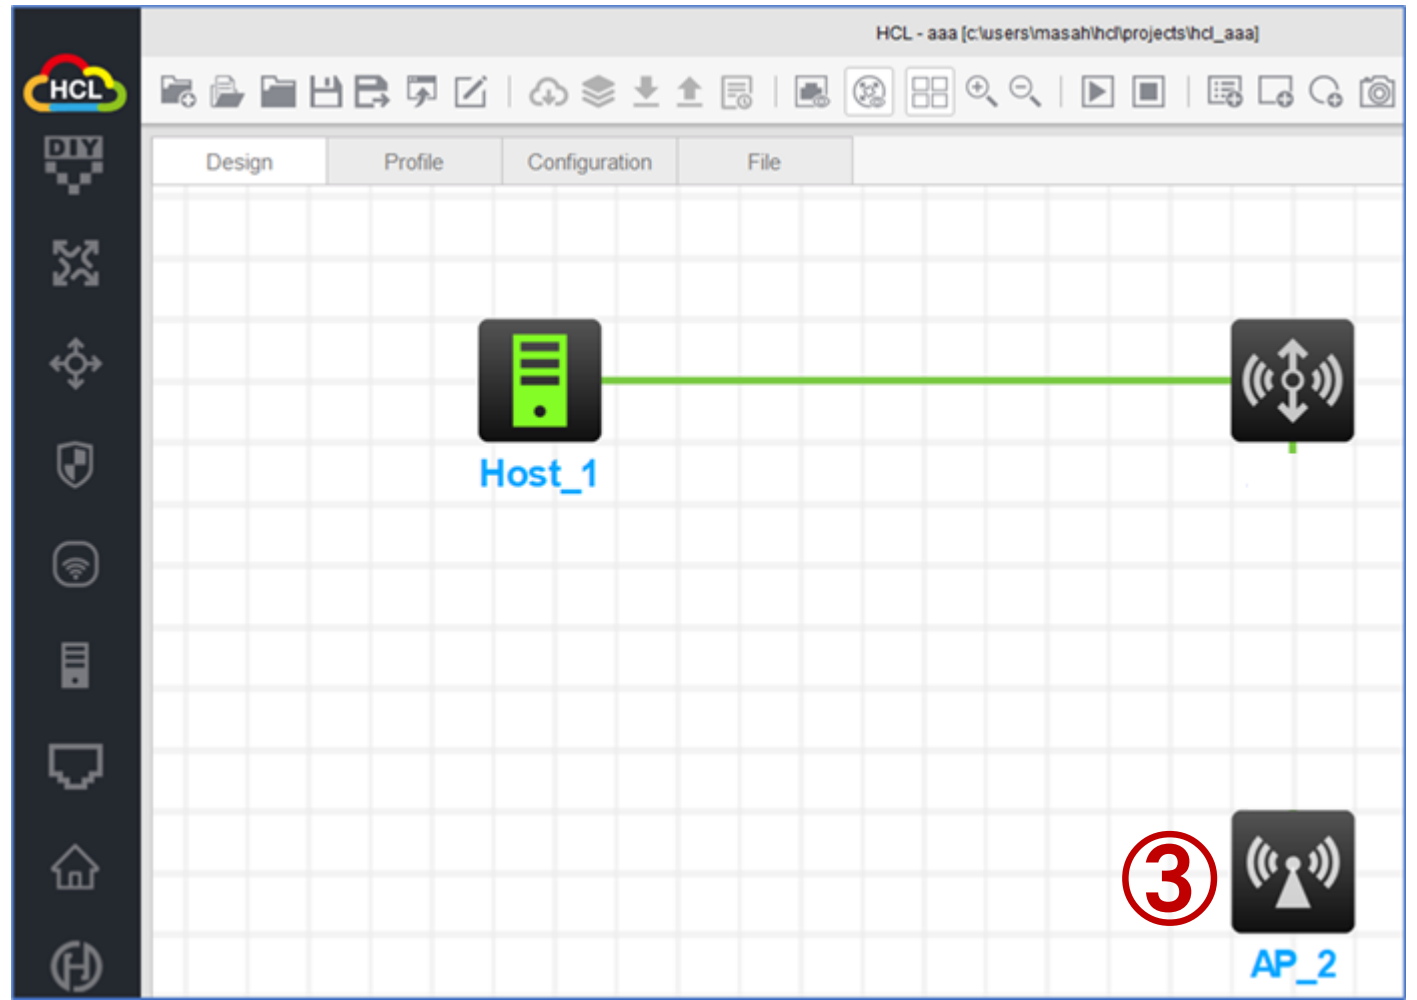 HCL - aaa [c:\users\masah\hcl\projects\hcl_aaa]
HCL
DIY
Design Profile Configuration File
Host_1
③
AP_2